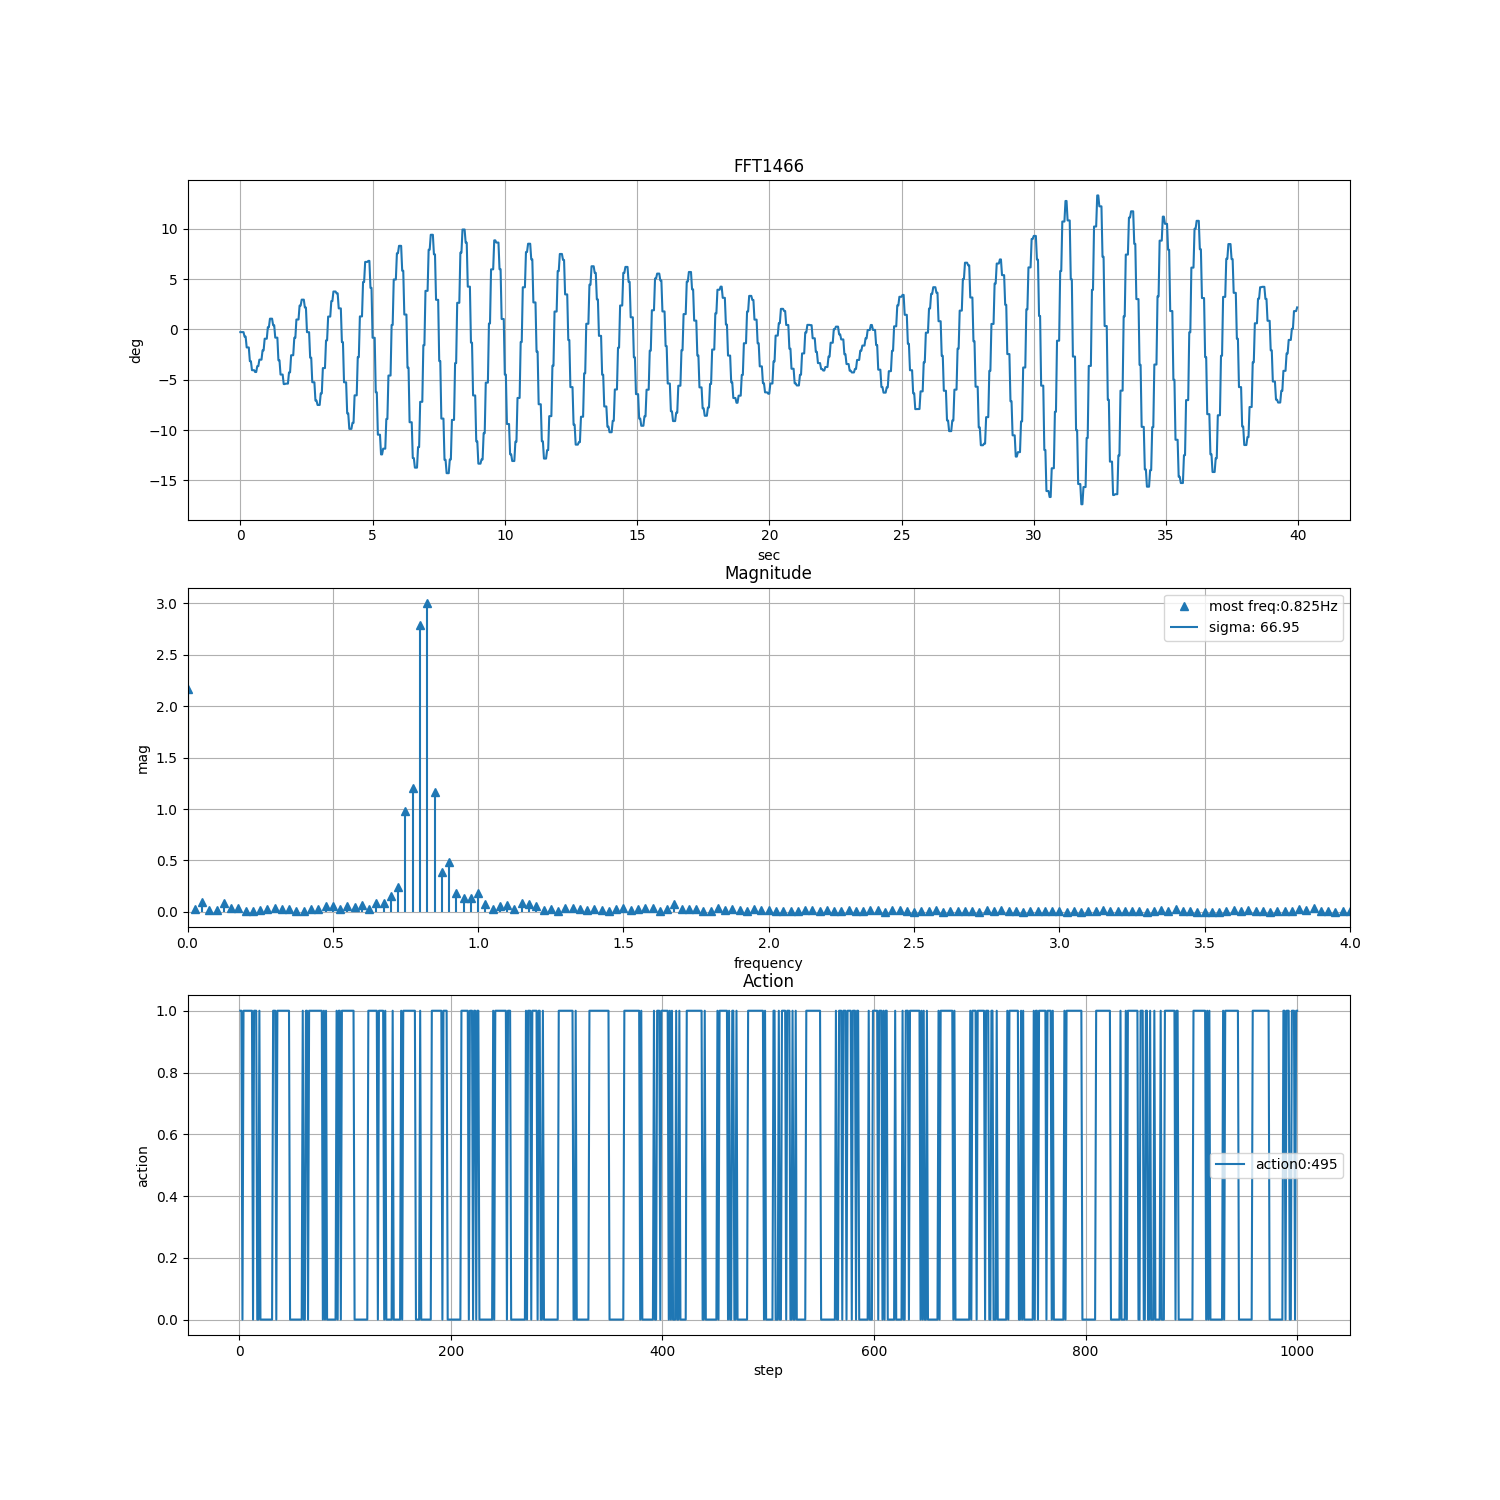 FFT1466
10
5
0
−5
−10
−15
deg
0 5 10 15 20 25 30 35 40
sec
Magnitude
3.0
2.5
2.0
1.5
1.0
0.5
0.0
mag
most freq:0.825Hz
sigma: 66.95
0.0 0.5 1.0 1.5 2.0 2.5 3.0 3.5 4.0
frequency
Action
1.0
0.8
0.6
0.4
0.2
0.0
action
action0:495
0 200 400 600 800 1000
step